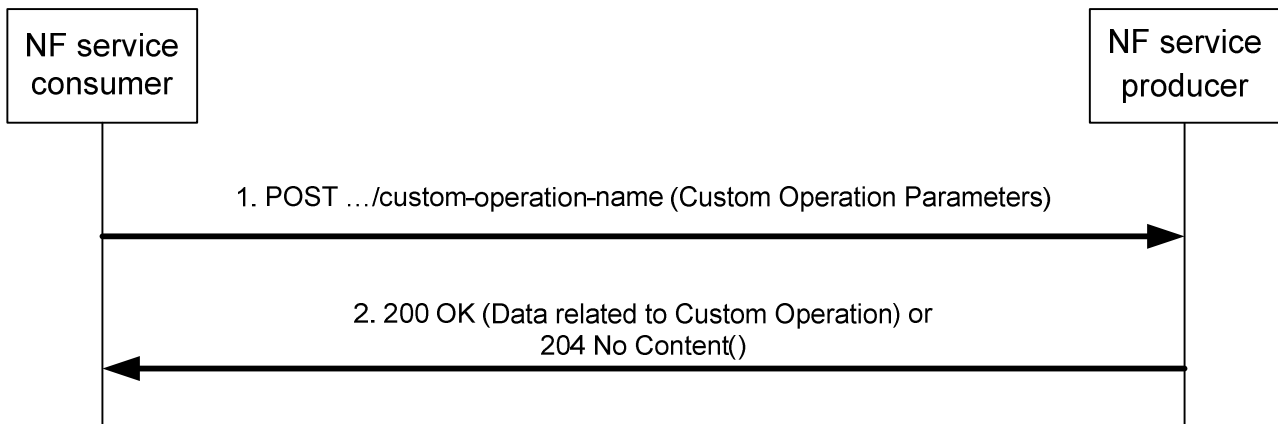 NF service
consumer
NF service
producer
1. POST …/custom-operation-name (Custom Operation Parameters)
2. 200 OK (Data related to Custom Operation) or
204 No Content()